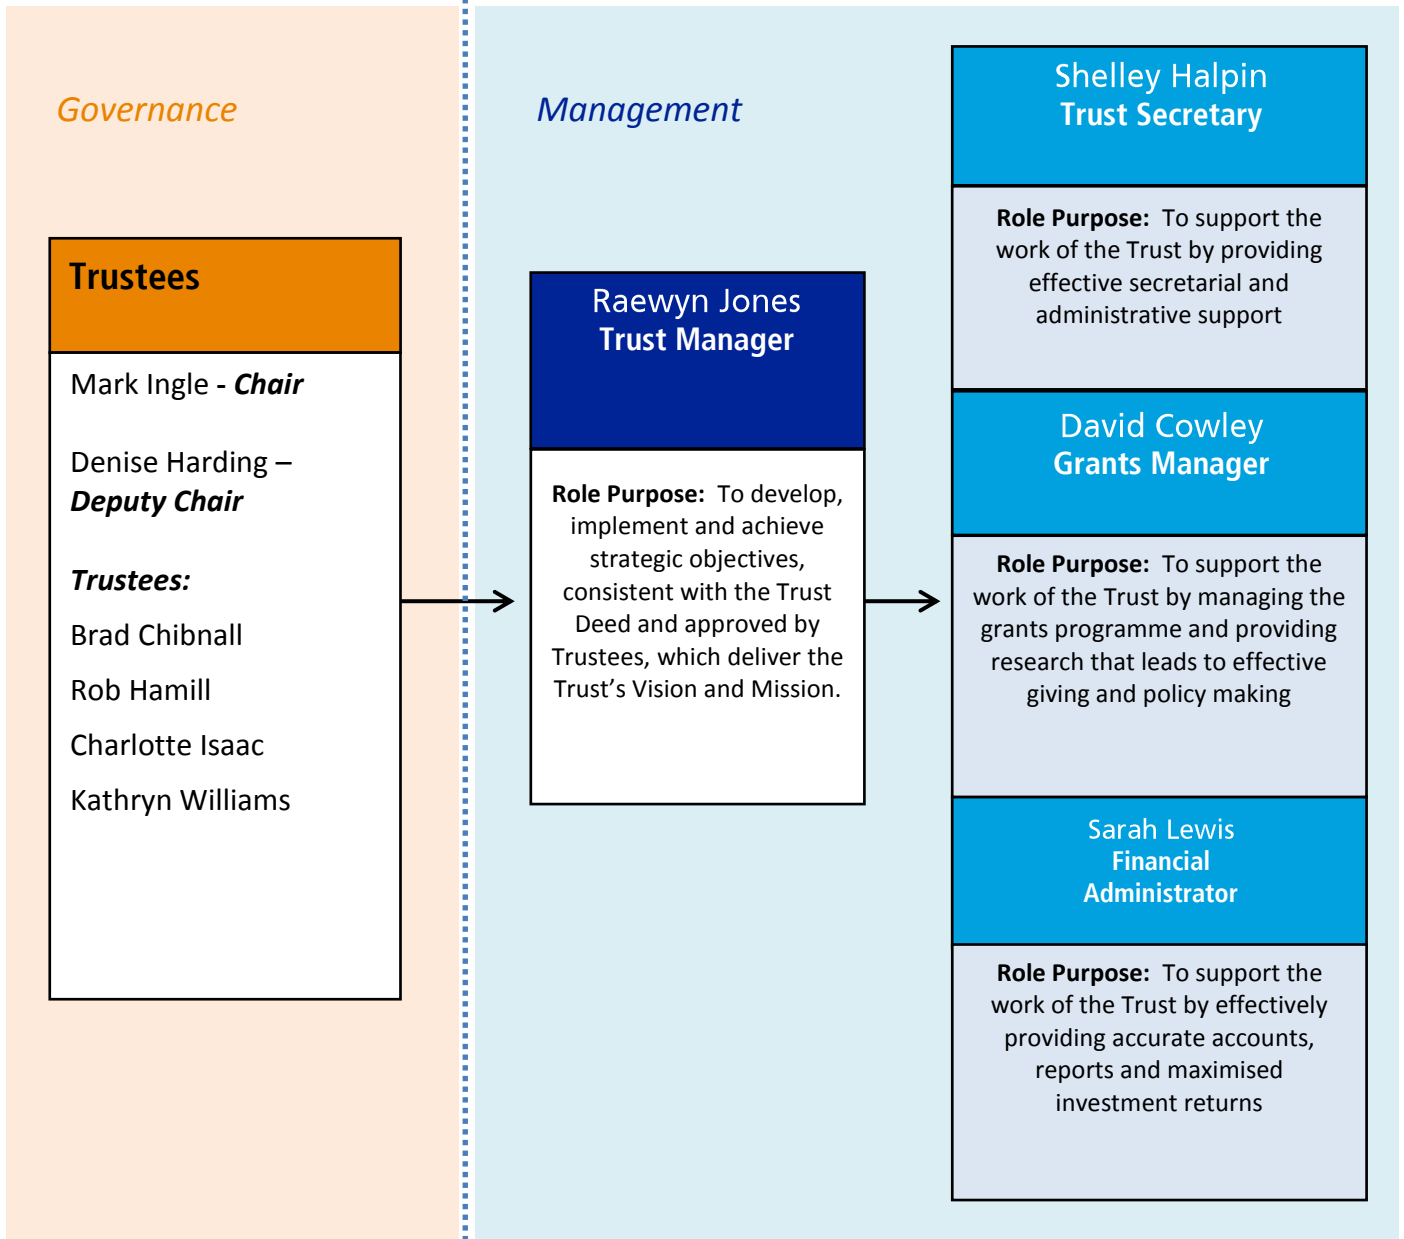 Governance
Trustees
Mark Ingle - Chair
Denise Harding –
Deputy Chair
Trustees:
Brad Chibnall
Rob Hamill
Charlotte Isaac
Kathryn Williams
Management
Raewyn Jones
Trust Manager
Role Purpose: To develop,
implement and achieve
strategic objectives,
consistent with the Trust
Deed and approved by
Trustees, which deliver the
Trust’s Vision and Mission.
Shelley Halpin
Trust Secretary
Role Purpose: To support the
work of the Trust by providing
effective secretarial and
administrative support
David Cowley
Grants Manager
Role Purpose: To support the
work of the Trust by managing the
grants programme and providing
research that leads to effective
giving and policy making
Sarah Lewis
Financial
Administrator
Role Purpose: To support the
work of the Trust by effectively
providing accurate accounts,
reports and maximised
investment returns